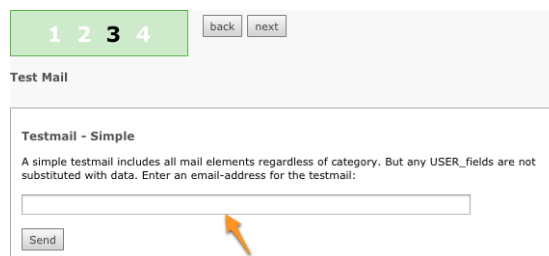 1 2 3 4 back next
Test Mail
Testmail - Simple
A simple testmail includes all mail elements regardless of category. But any USER_fields are not
substituted with data. Enter an email-address for the testmail:
Send